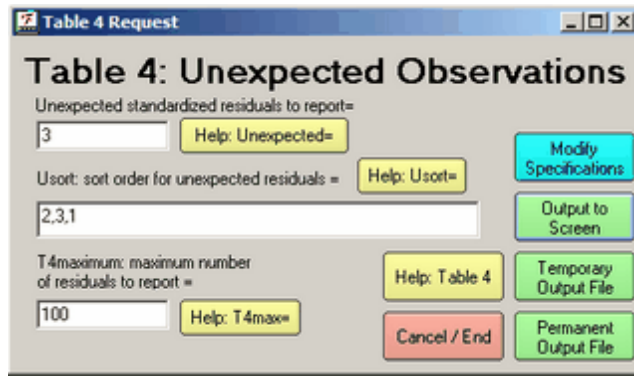 Table 4 Request
Table 4: Unexpected Observations
Unexpected standardized residuals to report=
3
Help: Unexpected=
Modify
Specifications
Usort: sort order for unexpected residuals =
Help: Usort=
2,3,1
Output to
Screen
T4maximum: maximum number
of residuals to report =
Help: Table 4
Temporary
Output File
100
Help: T4max=
Cancel / End
Permanent
Output File